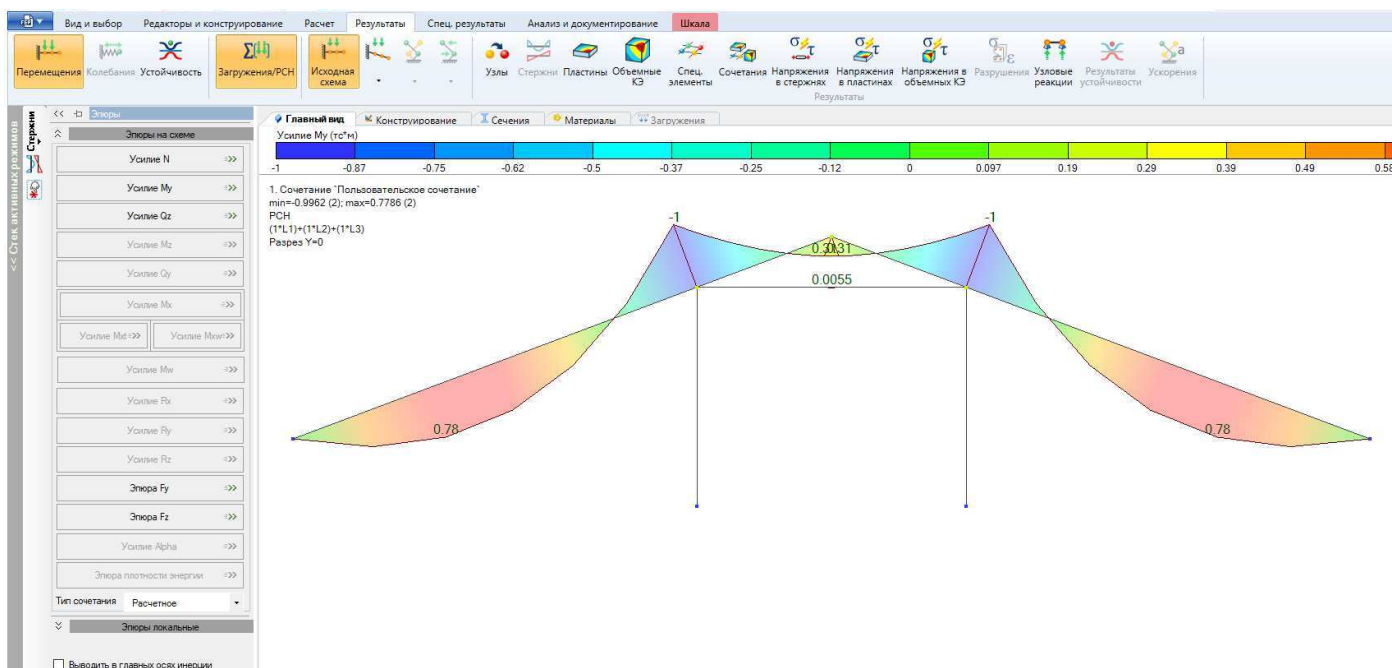 Вид и выбор Редакторы и конструирование Расчет Результаты Спец. результаты Анализ и документирование Шкала
Перемещения Колебания Устойчивость Загружения/РСН Исходная схема Узлы Стержни Пластины Объемные КЭ Спец. элементы Сочетания Напряжения в стержнях Напряжения в пластинах Напряжения в объемных КЭ Разрушения Узловые реакции Результаты устойчивости Ускорения
Результаты
<< Стек активных режимов
Стержни
<< Эпюры
Эпюры на схеме
Усилие N
Усилие My
Усилие Qz
Усилие Mz
Усилие Qy
Усилие Mx
Усилие Mxt Усилие Mxw
Усилие Mw
Усилие Rx
Усилие Ry
Усилие Rz
Эпюра Fy
Эпюра Fz
Усилие Alpha
Эпюра плотности энергии
Тип сочетания Расчетное
Эпюры локальные
Выводить в главных осях инерции
Главный вид Конструирование Сечения Материалы Загружения
Усилие My (тс*м)
-1 -0.87 -0.75 -0.62 -0.5 -0.37 -0.25 -0.12 0 0.097 0.19 0.29 0.39 0.49 0.58
1. Сочетание "Пользовательское сочетание"
min=-0.9962 (2); max=0.7786 (2)
РСН
(1*L1)+(1*L2)+(1*L3)
Разрез Y=0
-1 -1
0.31
0.0055
0.78 0.78